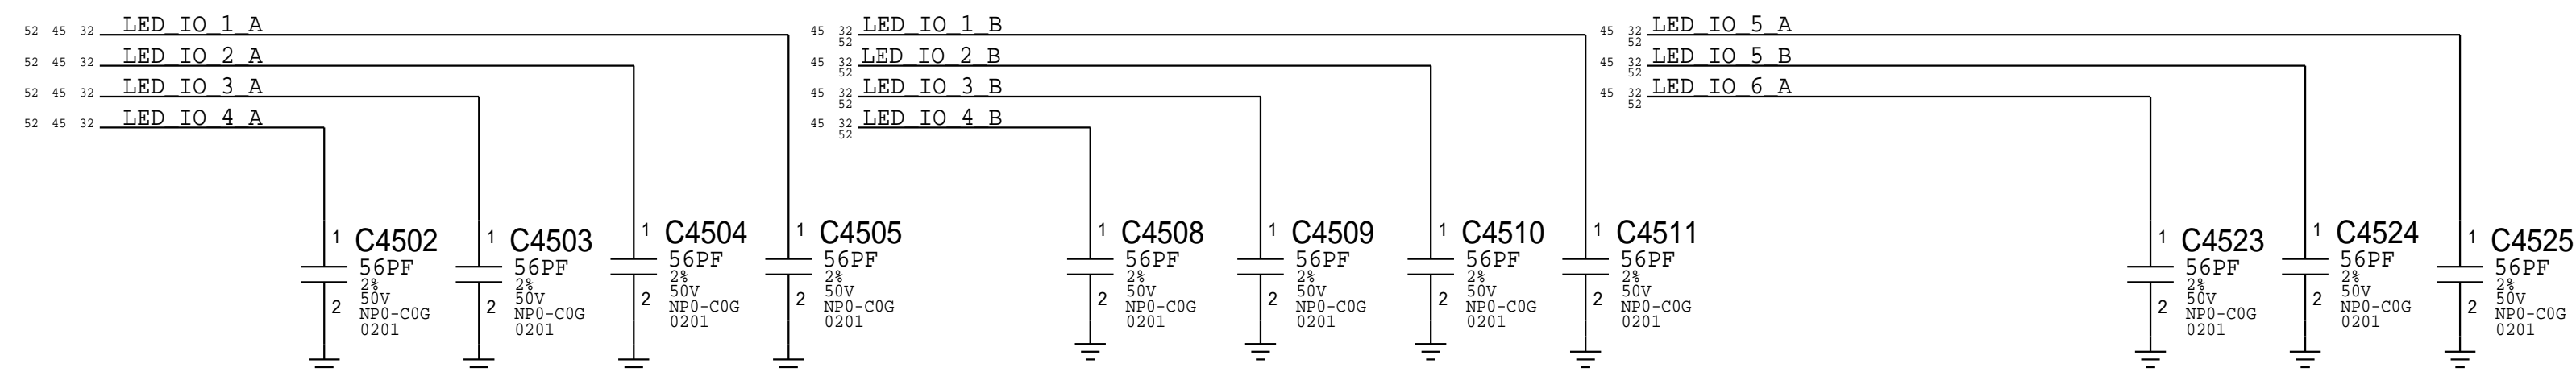 52 45 32 LED_IO_1_A
52 45 32 LED_IO_2_A
52 45 32 LED_IO_3_A
52 45 32 LED_IO_4_A
45 32 LED_IO_1_B
52
45 32 LED_IO_2_B
52
45 32 LED_IO_3_B
52
45 32 LED_IO_4_B
52
45 32 LED_IO_5_A
52
45 32 LED_IO_5_B
52
45 32 LED_IO_6_A
52
1 C4502
56PF
2%
50V
2
NP0-C0G
0201
1 C4503
56PF
2%
50V
2
NP0-C0G
0201
1 C4504
56PF
2%
50V
2
NP0-C0G
0201
1 C4505
56PF
2%
50V
2
NP0-C0G
0201
1 C4508
56PF
2%
50V
2
NP0-C0G
0201
1 C4509
56PF
2%
50V
2
NP0-C0G
0201
1 C4510
56PF
2%
50V
2
NP0-C0G
0201
1 C4511
56PF
2%
50V
2
NP0-C0G
0201
1 C4523
56PF
2%
50V
2
NP0-C0G
0201
1 C4524
56PF
2%
50V
2
NP0-C0G
0201
1 C4525
56PF
2%
50V
2
NP0-C0G
0201